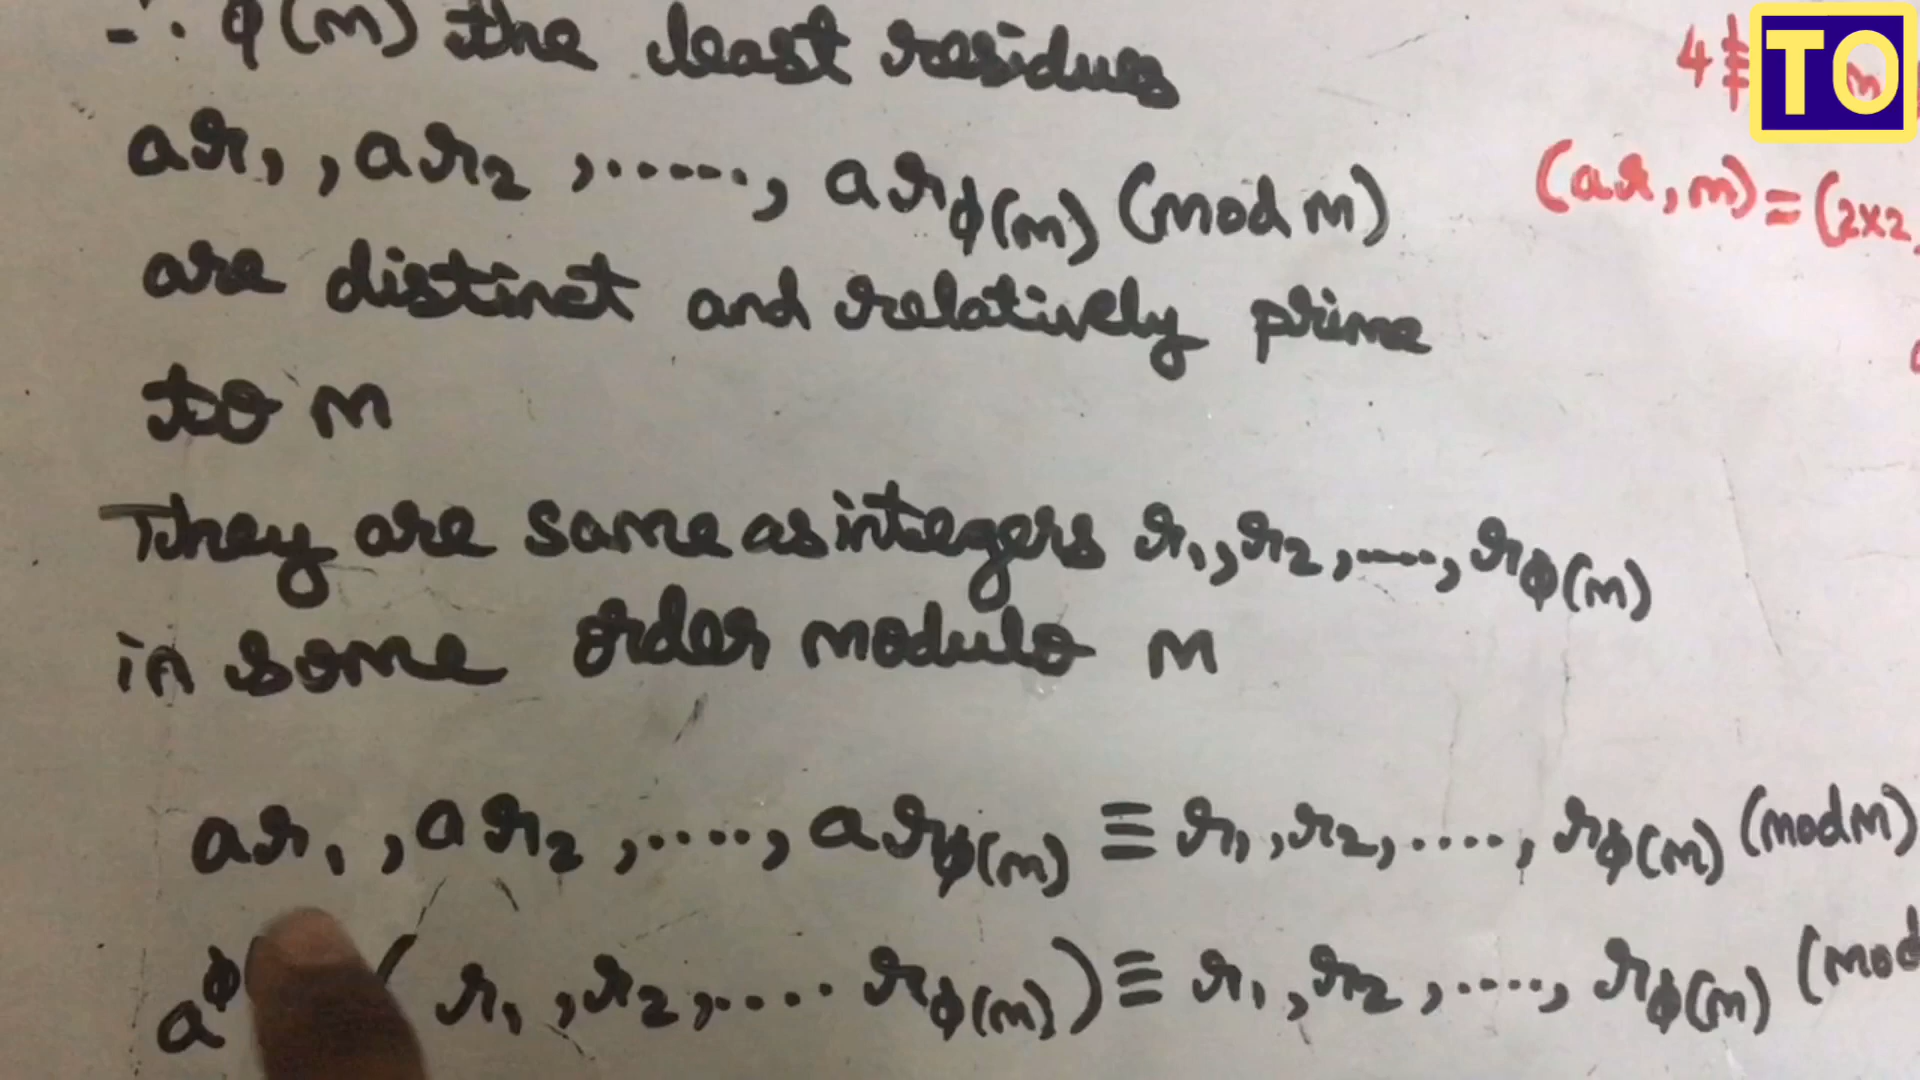 ∴ φ(m) the least residues
ar₁, ar₂, ....., ar_φ(m) (mod m)
are distinct and relatively prime
to m
They are same as integers r₁, r₂, ...., r_φ(m)
in some order modulo m
ar₁, ar₂, ...., ar_φ(m) ≡ r₁, r₂, ...., r_φ(m) (mod m)
a^φ ( r₁, r₂, .... r_φ(m)) ≡ r₁, r₂, ...., r_φ(m) (mod
4 ‡ m
(ar, m) = (2×2,
TO